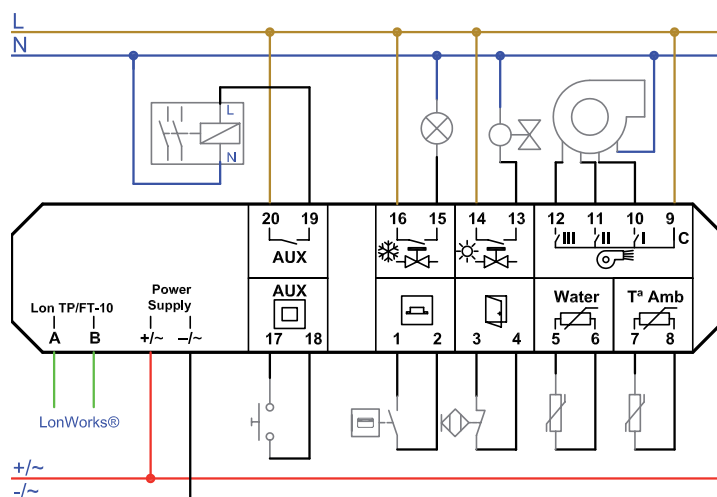 L
N
L
N
20 19
AUX
16 15
14 13
12 11 10 9
III II I C
Lon TP/FT-10
A B
Power
Supply
+/~ –/~
AUX
17 18
1 2
3 4
Water
5 6
Tª Amb
7 8
LonWorks®
+/~
-/~